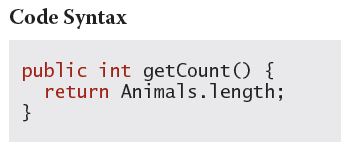 Code Syntax
public int getCount() {
  return Animals.length;
}